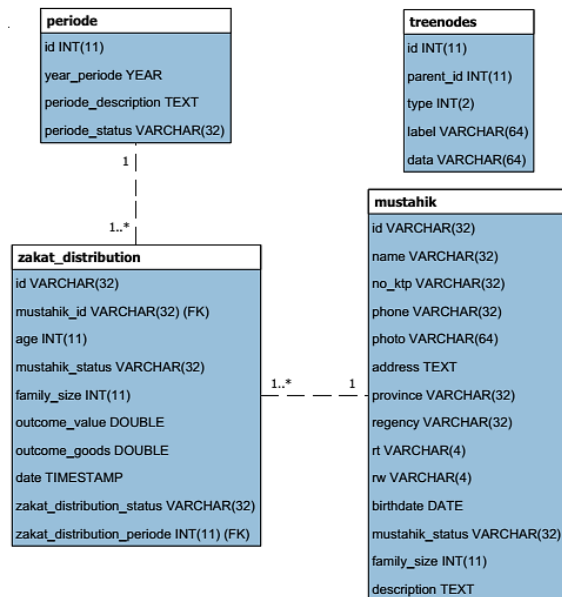 periode
id INT(11)
year_periode YEAR
periode_description TEXT
periode_status VARCHAR(32)
treenodes
id INT(11)
parent_id INT(11)
type INT(2)
label VARCHAR(64)
data VARCHAR(64)
1
1..*
zakat_distribution
id VARCHAR(32)
mustahik_id VARCHAR(32) (FK)
age INT(11)
mustahik_status VARCHAR(32)
family_size INT(11)
outcome_value DOUBLE
outcome_goods DOUBLE
date TIMESTAMP
zakat_distribution_status VARCHAR(32)
zakat_distribution_periode INT(11) (FK)
1..*
1
mustahik
id VARCHAR(32)
name VARCHAR(32)
no_ktp VARCHAR(32)
phone VARCHAR(32)
photo VARCHAR(64)
address TEXT
province VARCHAR(32)
regency VARCHAR(32)
rt VARCHAR(4)
rw VARCHAR(4)
birthdate DATE
mustahik_status VARCHAR(32)
family_size INT(11)
description TEXT